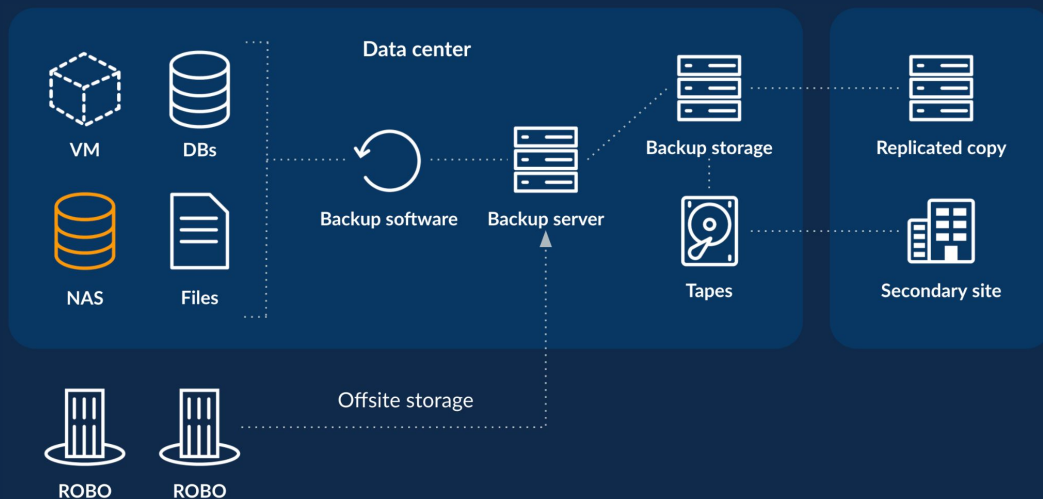 Data center
VM
DBs
NAS
Files
Backup software
Backup server
Backup storage
Tapes
Replicated copy
Secondary site
Offsite storage
ROBO
ROBO